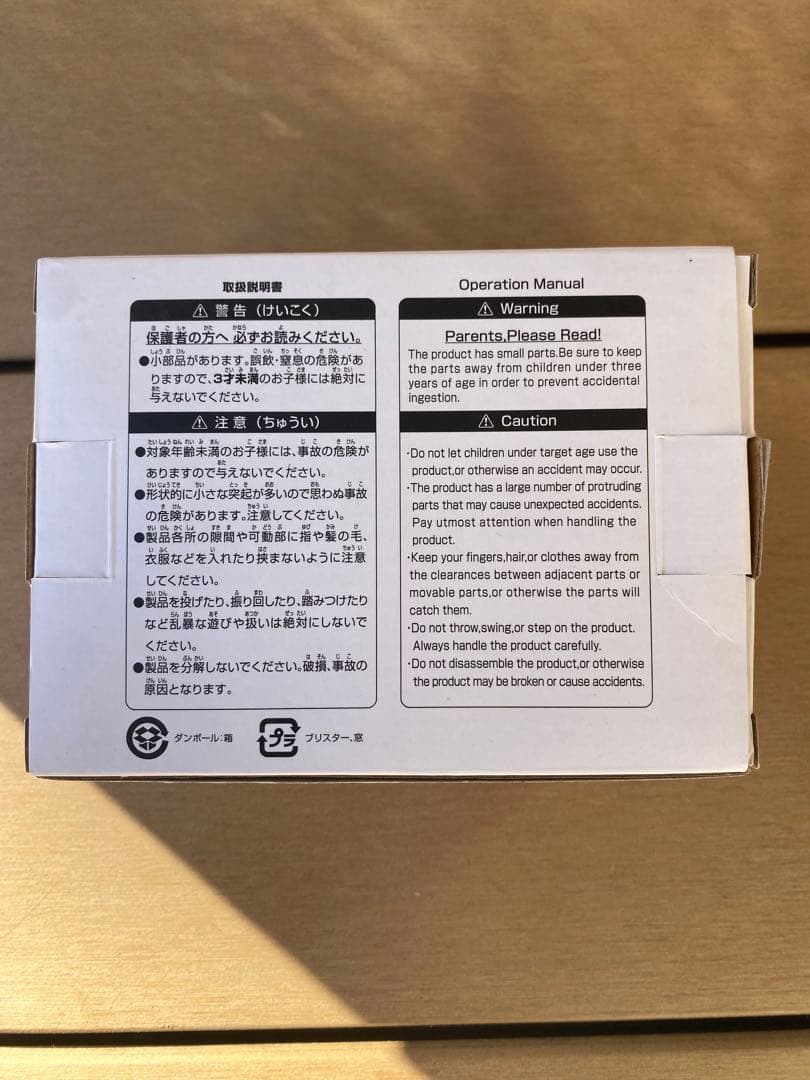 取扱説明書
⚠ 警告（けいこく）
保護者の方へ 必ずお読みください。
●小部品があります。誤飲・窒息の危険があ
りますので、3才未満のお子様には絶対に
与えないでください。
⚠ 注意（ちゅうい）
●対象年齢未満のお子様には、事故の危険が
ありますので与えないでください。
●形状的に小さな突起が多いので思わぬ事故
の危険があります。注意してください。
●製品各所の隙間や可動部に指や髪の毛、
衣服などを入れたり挟まないように注意
してください。
●製品を投げたり、振り回したり、踏みつけたり
など乱暴な遊びや扱いは絶対にしないで
ください。
●製品を分解しないでください。破損、事故の
原因となります。
ダンボール:箱
プラ
ブリスター、窓
Operation Manual
⚠ Warning
Parents,Please Read!
The product has small parts.Be sure to keep
the parts away from children under three
years of age in order to prevent accidental
ingestion.
⚠ Caution
・Do not let children under target age use the
product,or otherwise an accident may occur.
・The product has a large number of protruding
parts that may cause unexpected accidents.
Pay utmost attention when handling the
product.
・Keep your fingers,hair,or clothes away from
the clearances between adjacent parts or
movable parts,or otherwise the parts will
catch them.
・Do not throw,swing,or step on the product.
Always handle the product carefully.
・Do not disassemble the product,or otherwise
the product may be broken or cause accidents.